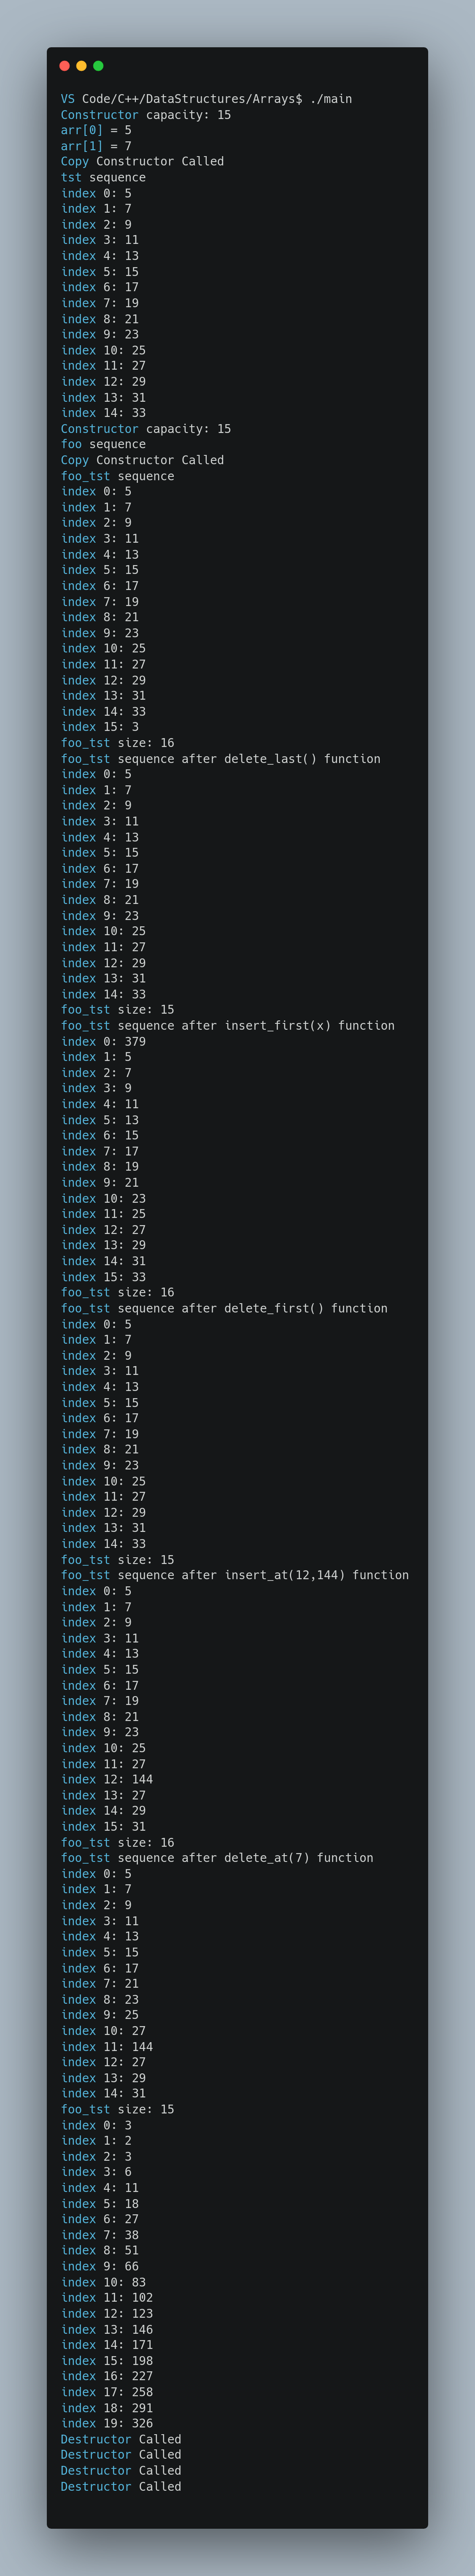 VS Code/C++/DataStructures/Arrays$ ./main
Constructor capacity: 15
arr[0] = 5
arr[1] = 7
Copy Constructor Called
tst sequence
index 0: 5
index 1: 7
index 2: 9
index 3: 11
index 4: 13
index 5: 15
index 6: 17
index 7: 19
index 8: 21
index 9: 23
index 10: 25
index 11: 27
index 12: 29
index 13: 31
index 14: 33
Constructor capacity: 15
foo sequence
Copy Constructor Called
foo_tst sequence
index 0: 5
index 1: 7
index 2: 9
index 3: 11
index 4: 13
index 5: 15
index 6: 17
index 7: 19
index 8: 21
index 9: 23
index 10: 25
index 11: 27
index 12: 29
index 13: 31
index 14: 33
index 15: 3
foo_tst size: 16
foo_tst sequence after delete_last() function
index 0: 5
index 1: 7
index 2: 9
index 3: 11
index 4: 13
index 5: 15
index 6: 17
index 7: 19
index 8: 21
index 9: 23
index 10: 25
index 11: 27
index 12: 29
index 13: 31
index 14: 33
foo_tst size: 15
foo_tst sequence after insert_first(x) function
index 0: 379
index 1: 5
index 2: 7
index 3: 9
index 4: 11
index 5: 13
index 6: 15
index 7: 17
index 8: 19
index 9: 21
index 10: 23
index 11: 25
index 12: 27
index 13: 29
index 14: 31
index 15: 33
foo_tst size: 16
foo_tst sequence after delete_first() function
index 0: 5
index 1: 7
index 2: 9
index 3: 11
index 4: 13
index 5: 15
index 6: 17
index 7: 19
index 8: 21
index 9: 23
index 10: 25
index 11: 27
index 12: 29
index 13: 31
index 14: 33
foo_tst size: 15
foo_tst sequence after insert_at(12,144) function
index 0: 5
index 1: 7
index 2: 9
index 3: 11
index 4: 13
index 5: 15
index 6: 17
index 7: 19
index 8: 21
index 9: 23
index 10: 25
index 11: 27
index 12: 144
index 13: 27
index 14: 29
index 15: 31
foo_tst size: 16
foo_tst sequence after delete_at(7) function
index 0: 5
index 1: 7
index 2: 9
index 3: 11
index 4: 13
index 5: 15
index 6: 17
index 7: 21
index 8: 23
index 9: 25
index 10: 27
index 11: 144
index 12: 27
index 13: 29
index 14: 31
foo_tst size: 15
index 0: 3
index 1: 2
index 2: 3
index 3: 6
index 4: 11
index 5: 18
index 6: 27
index 7: 38
index 8: 51
index 9: 66
index 10: 83
index 11: 102
index 12: 123
index 13: 146
index 14: 171
index 15: 198
index 16: 227
index 17: 258
index 18: 291
index 19: 326
Destructor Called
Destructor Called
Destructor Called
Destructor Called